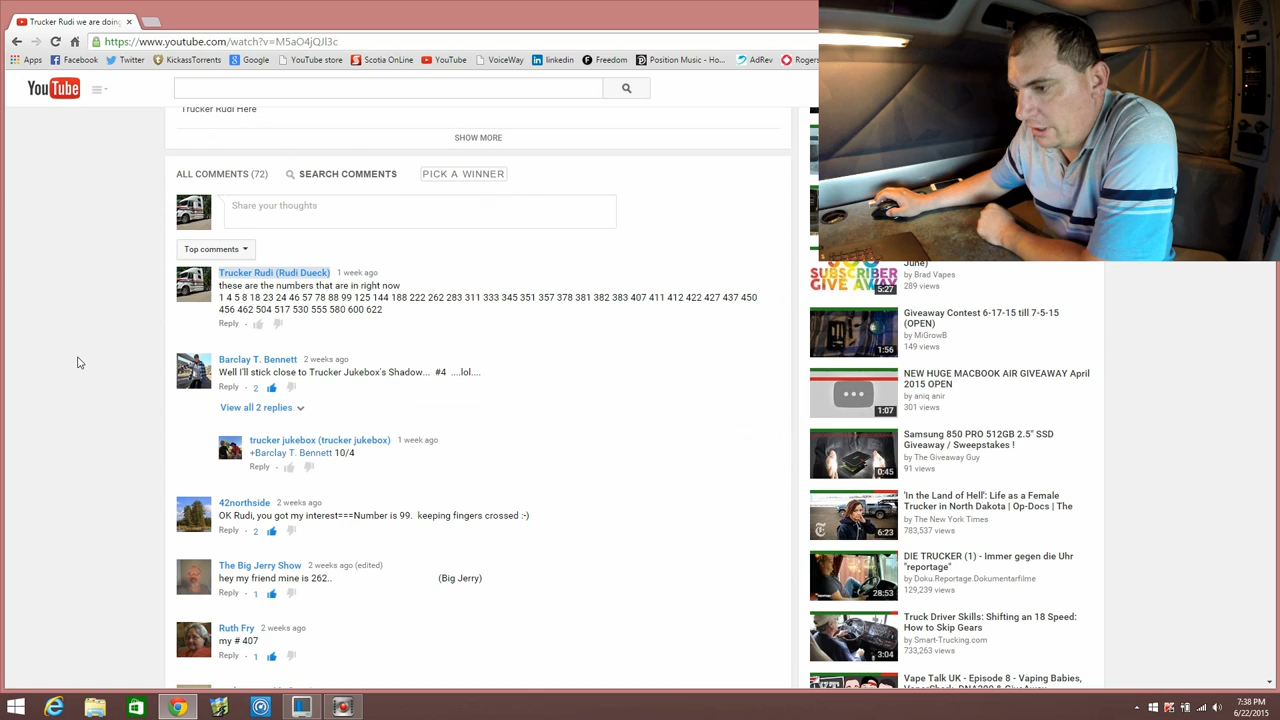 Trucker Rudi we are doing
https://www.youtube.com/watch?v=M5aO4jQJl3c
Apps Facebook Twitter KickassTorrents Google YouTube store Scotia OnLine YouTube VoiceWay linkedin Freedom Position Music - Ho... AdRev Rogers
YouTube
Trucker Rudi Here
SHOW MORE
ALL COMMENTS (72) SEARCH COMMENTS PICK A WINNER
Share your thoughts
Top comments
Trucker Rudi (Rudi Dueck) 1 week ago
these are the numbers that are in right now
1 4 5 8 18 23 24 46 57 78 88 99 125 144 188 222 311 333 345 351 357 378 381 407 411 412 422 427 437 450
456 462 504 517 530 555 580 600 622
Reply
Barclay T. Bennett 2 weeks ago
Well I'll stick close to Trucker Jukebox's Shadow... #4 ....lol....
Reply · 2
View all 2 replies
trucker jukebox (trucker jukebox) 1 week ago
+Barclay T. Bennett 10/4
Reply
42northside 2 weeks ago
OK Rudi, you got my interest===Number is 99. keeping fingers crossed :-)
Reply · 2
The Big Jerry Show 2 weeks ago (edited)
hey my friend mine is 262.. (Big Jerry)
Reply · 1
Ruth Fry 2 weeks ago
my # 407
Reply · 1
June)
SUBSCRIBER
GIVE AWAY
5:27
by Brad Vapes
289 views
Giveaway Contest 6-17-15 till 7-5-15
(OPEN)
by MiGrowB
149 views
1:56
NEW HUGE MACBOOK AIR GIVEAWAY April
2015 OPEN
by aniq anir
301 views
1:07
Samsung 850 PRO 512GB 2.5" SSD
Giveaway / Sweepstakes !
by The Giveaway Guy
91 views
0:45
'In the Land of Hell': Life as a Female
Trucker in North Dakota | Op-Docs | The
by The New York Times
783,537 views
6:23
DIE TRUCKER (1) - Immer gegen die Uhr
"reportage"
by Doku.Reportage.Dokumentarfilme
129,239 views
28:53
Truck Driver Skills: Shifting an 18 Speed:
How to Skip Gears
by Smart-Trucking.com
733,263 views
3:04
Vape Talk UK - Episode 8 - Vaping Babies,
7:38 PM
6/22/2015